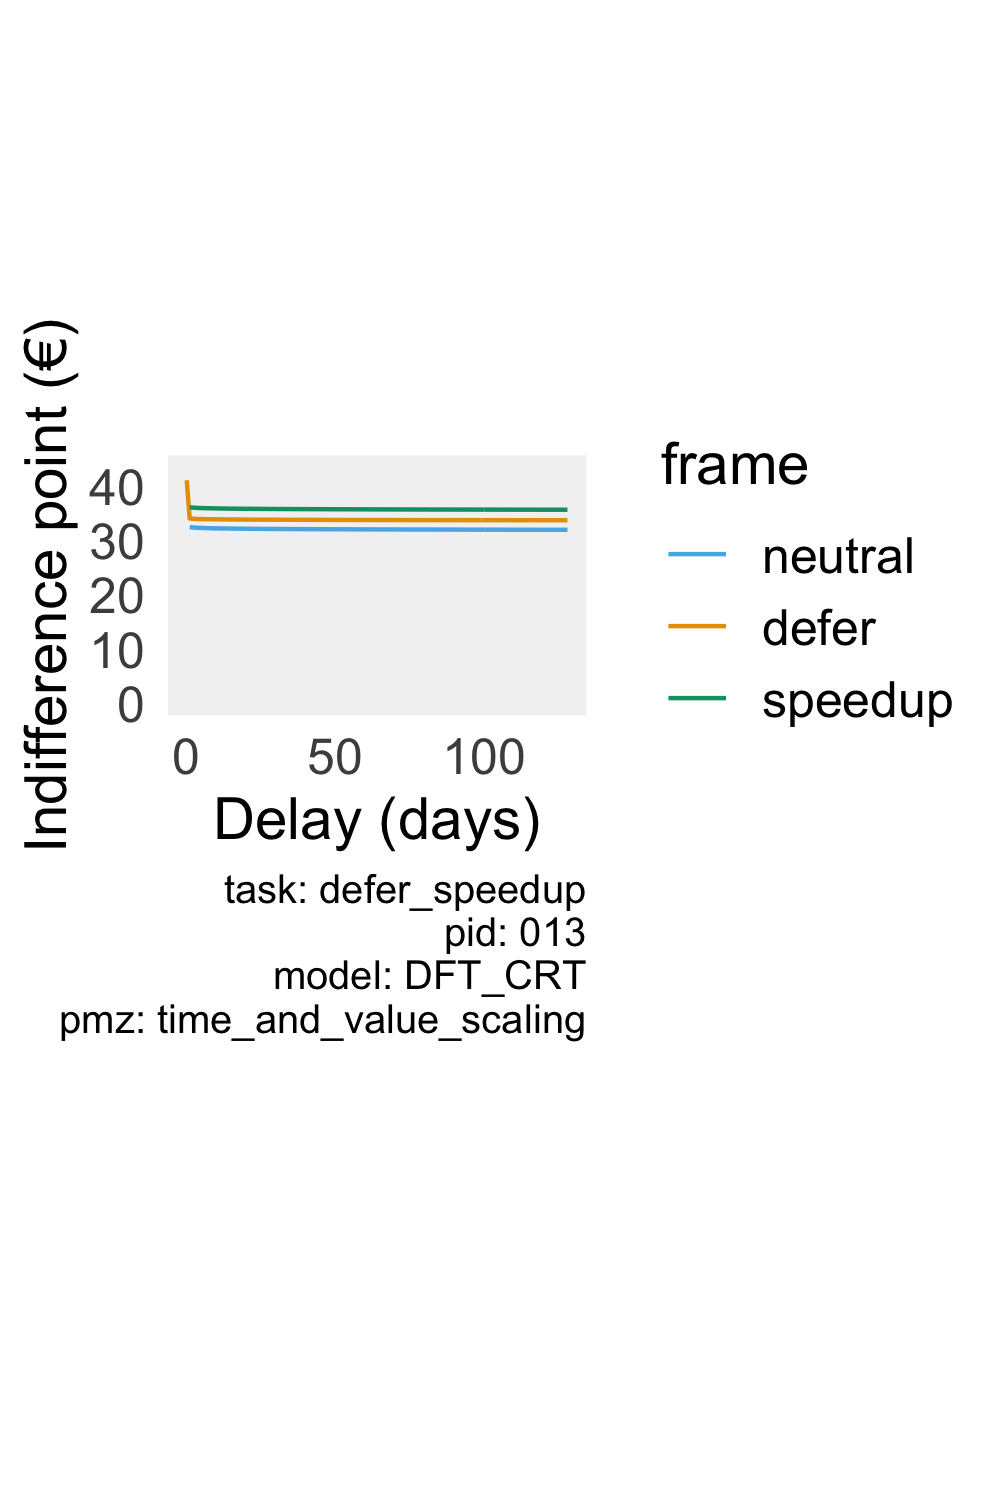 Indifference point (€)
40
30
20
10
0
0 50 100
Delay (days)
frame
neutral
defer
speedup
task: defer_speedup
pid: 013
model: DFT_CRT
pmz: time_and_value_scaling